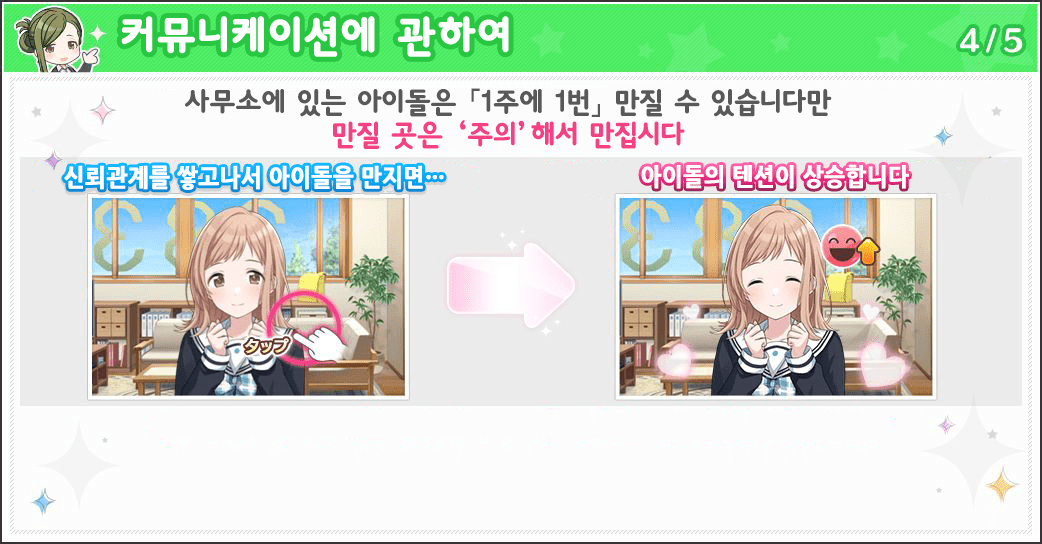 커뮤니케이션에 관하여
4/5
사무소에 있는 아이돌은 「1주에 1번」 만질 수 있습니다만
만질 곳은 ‘주의’ 해서 만집시다
신뢰관계를 쌓고나서 아이돌을 만지면…
아이돌의 텐션이 상승합니다
タップ